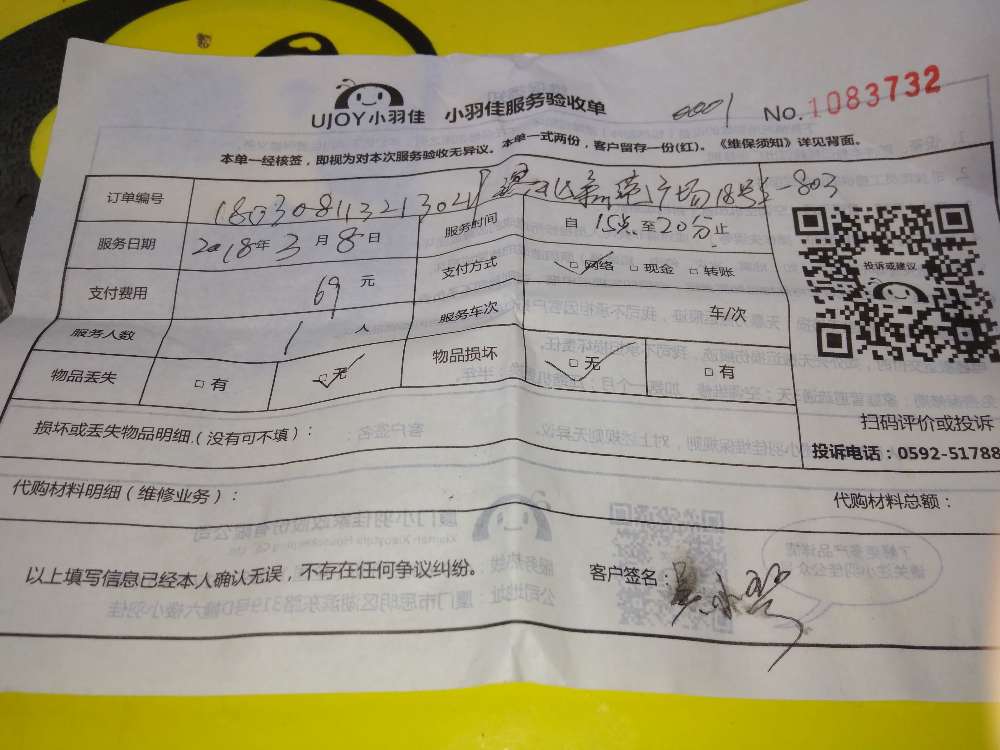 UJOY小羽佳 小羽佳服务验收单 0001 No.1083732
本单一经核签，即视为对本次服务验收无异议。本单一式两份，客户留存一份(红)。《维保须知》详见背面。
订单编号 18030811321304 广场18号 -803
服务日期 2018年3月8日 服务时间 自15点至20分止
支付费用 69元 支付方式 网络 现金 转账
服务人数 1人 服务车次 车/次
物品丢失 有 无 物品损坏 无 有
投诉或建议
扫码评价或投诉
损坏或丢失物品明细（没有可不填）：
投诉电话：0592-51788
代购材料明细（维修业务）： 代购材料总额：
以上填写信息已经本人确认无误，不存在任何争议纠纷。 客户签名：